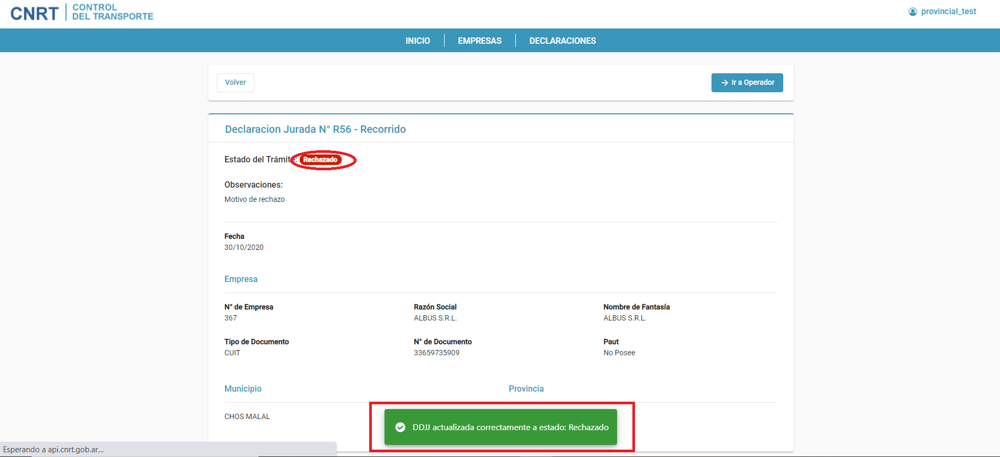 CNRT CONTROL
DEL TRANSPORTE
provincial_test
INICIO EMPRESAS DECLARACIONES
Volver
Ir a Operador
Declaracion Jurada N° R56 - Recorrido
Estado del Trámite: Rechazado
Observaciones:
Motivo de rechazo
Fecha
30/10/2020
Empresa
N° de Empresa Razón Social Nombre de Fantasía
367 ALBUS S.R.L. ALBUS S.R.L.
Tipo de Documento N° de Documento Paut
CUIT 33659735909 No Posee
Municipio Provincia
CHOS MALAL
DDJJ actualizada correctamente a estado: Rechazado
Esperando a api.cnrt.gob.ar...